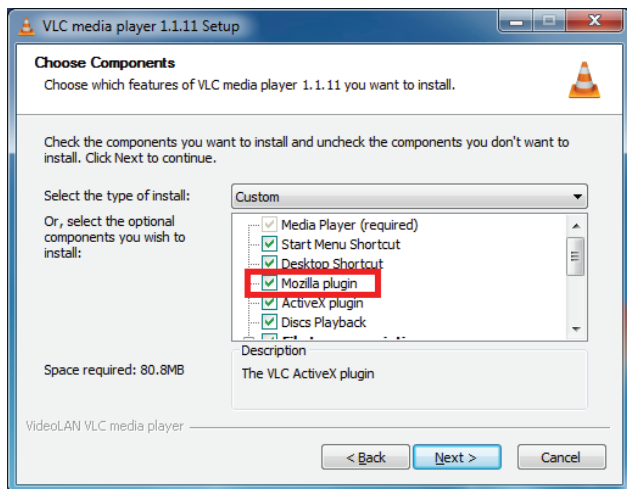 VLC media player 1.1.11 Setup
Choose Components
Choose which features of VLC media player 1.1.11 you want to install.
Check the components you want to install and uncheck the components you don't want to
install. Click Next to continue.
Select the type of install:
Custom
Or, select the optional
components you wish to
install:
Media Player (required)
Start Menu Shortcut
Desktop Shortcut
Mozilla plugin
ActiveX plugin
Discs Playback
Space required: 80.8MB
Description
The VLC ActiveX plugin
VideoLAN VLC media player
< Back
Next >
Cancel